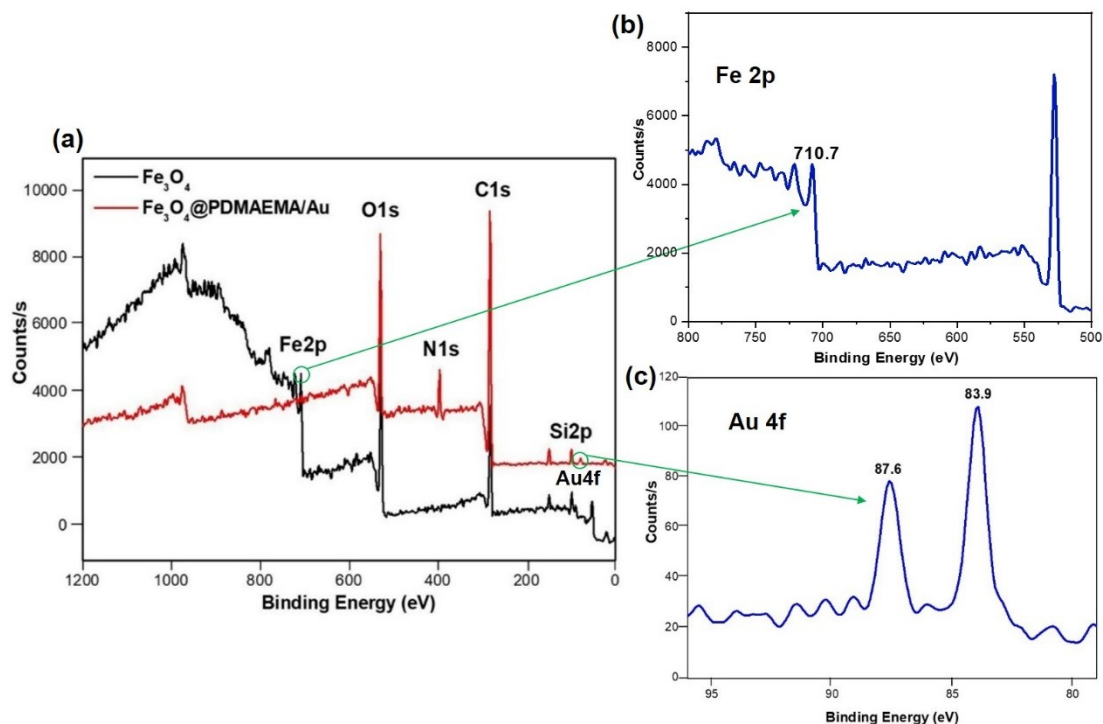 (a)
Fe₃O₄
Fe₃O₄@PDMAEMA/Au
O1s
C1s
Fe2p
N1s
Si2p
Au4f
Counts/s
10000
8000
6000
4000
2000
0
1200
1000
800
600
400
200
0
Binding Energy (eV)
(b)
Fe 2p
710.7
Counts/s
8000
6000
4000
2000
0
800
750
700
650
600
550
500
Binding Energy (eV)
(c)
Au 4f
87.6
83.9
Counts/s
120
100
80
60
40
20
0
95
90
85
80
Binding Energy (eV)